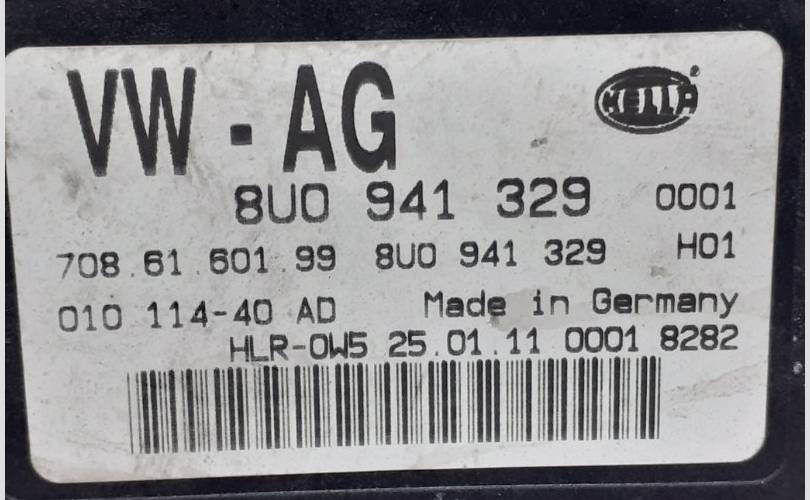 VW - AG
HELLA®
8U0 941 329 0001
708.61.601.99 8U0 941 329 H01
010 114-40 AD Made in Germany
HLR-0W5 25.01.11 0001 8282